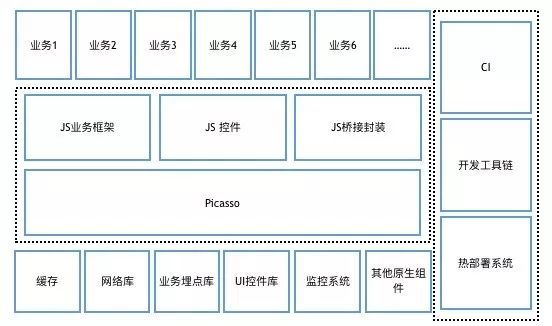 业务1
业务2
业务3
业务4
业务5
业务6
......
CI
JS业务框架
JS 控件
JS桥接封装
开发工具链
Picasso
热部署系统
缓存
网络库
业务埋点库
UI控件库
监控系统
其他原生组
件